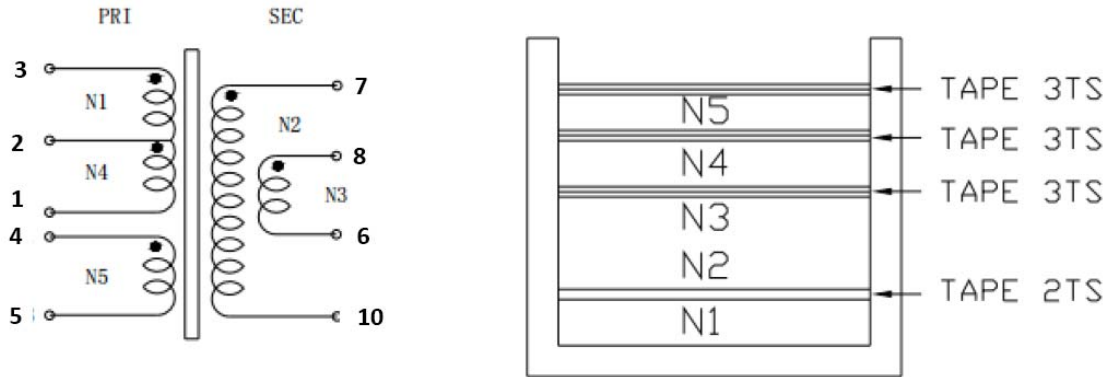 PRI SEC
3
N1
2
N4
1
4
N5
5
7
N2
8
N3
6
10
TAPE 3TS
N5
TAPE 3TS
N4
TAPE 3TS
N3
N2
TAPE 2TS
N1